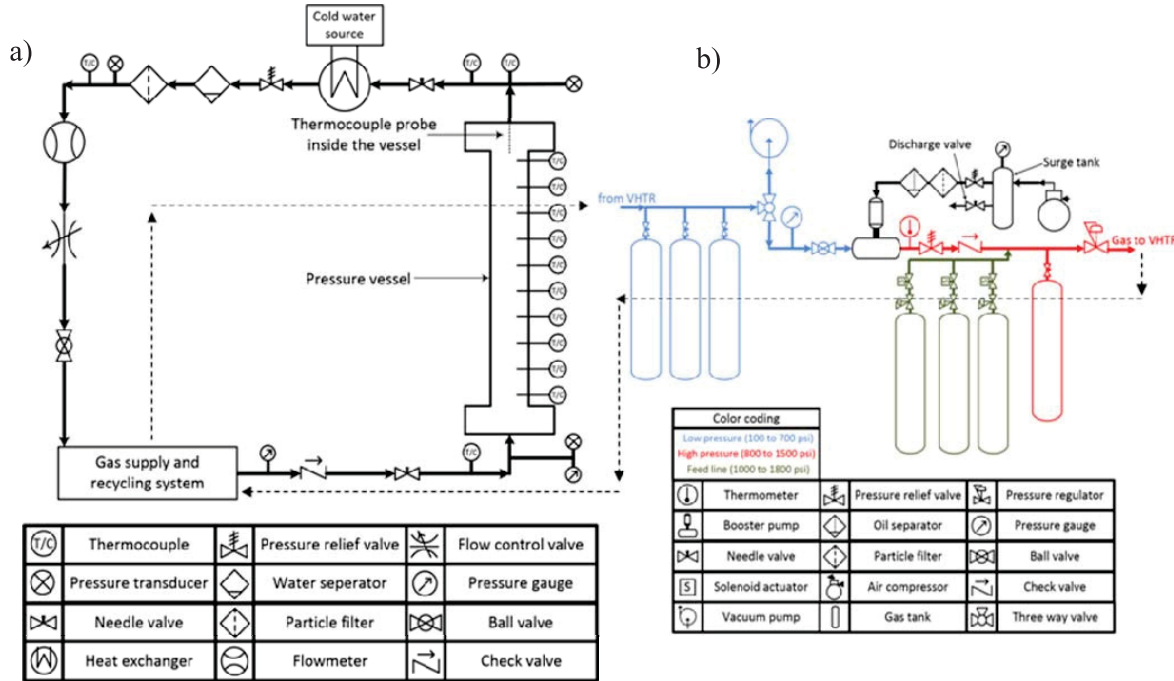 a)
Cold water
source
T/C
T/C
T/C
Thermocouple probe
inside the vessel
T/C
T/C
T/C
T/C
T/C
T/C
T/C
T/C
T/C
T/C
Pressure vessel
Gas supply and
recycling system
T/C
T/C Thermocouple Pressure relief valve Flow control valve
Pressure transducer Water seperator Pressure gauge
Needle valve Particle filter Ball valve
Heat exchanger Flowmeter Check valve
b)
Discharge valve
Surge tank
from VHTR
Gas to VHTR
Color coding
Low pressure (100 to 700 psi)
High pressure (800 to 1500 psi)
Feed line (1000 to 1800 psi)
Thermometer Pressure relief valve Pressure regulator
Booster pump Oil separator Pressure gauge
Needle valve Particle filter Ball valve
S Solenoid actuator Air compressor Check valve
Vacuum pump Gas tank Three way valve